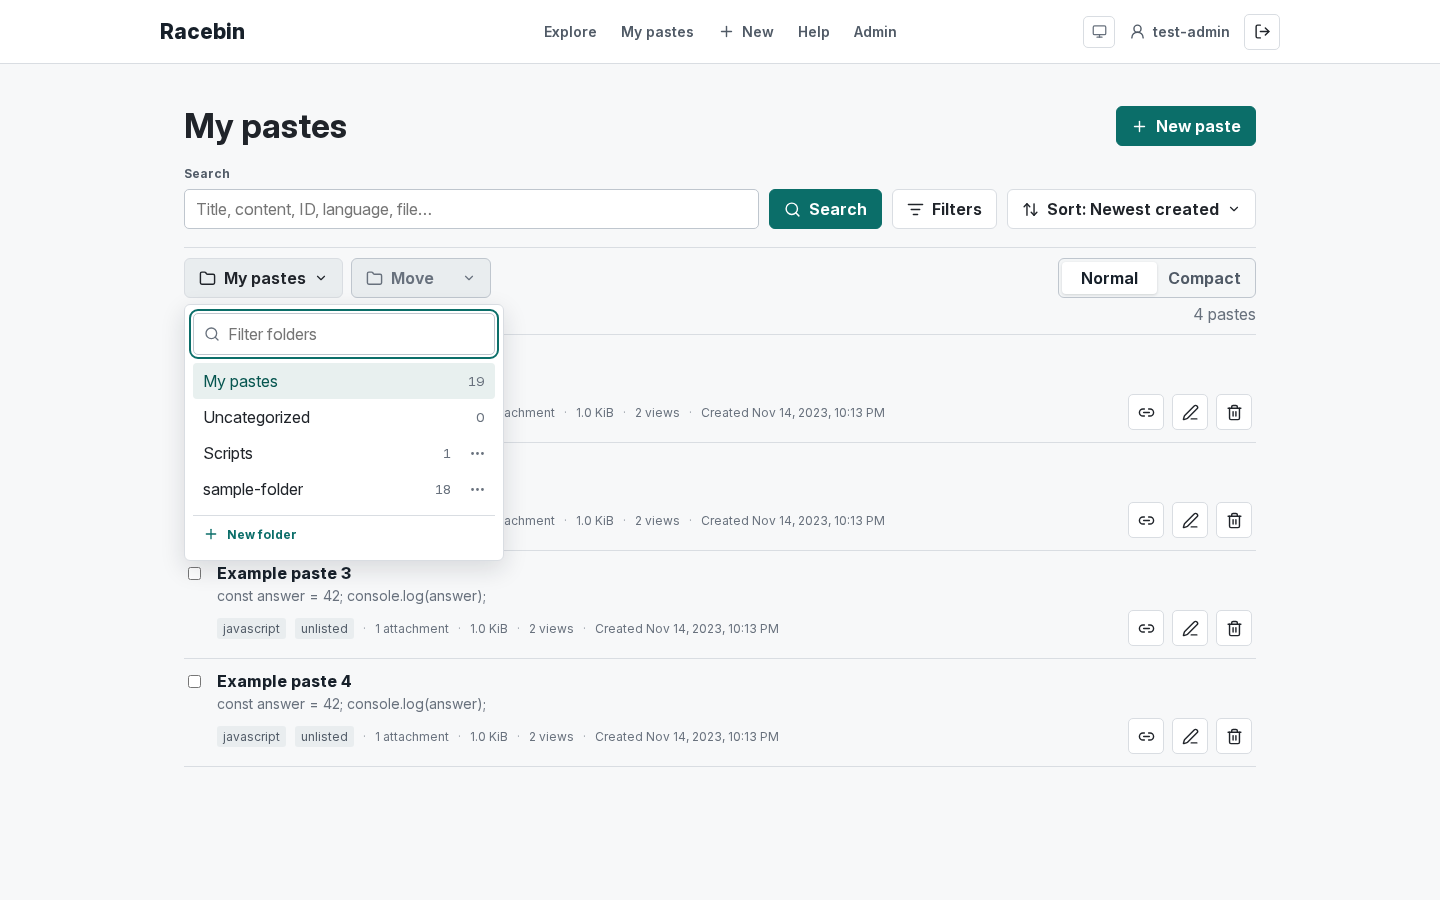 Racebin
Explore
My pastes
New
Help
Admin
test-admin
My pastes
New paste
Search
Title, content, ID, language, file...
Search
Filters
Sort: Newest created
My pastes
Move
Normal
Compact
4 pastes
Filter folders
My pastes 19
Uncategorized 0
Scripts 1
sample-folder 18
New folder
achment · 1.0 KiB · 2 views · Created Nov 14, 2023, 10:13 PM
achment · 1.0 KiB · 2 views · Created Nov 14, 2023, 10:13 PM
Example paste 3
const answer = 42; console.log(answer);
javascript unlisted · 1 attachment · 1.0 KiB · 2 views · Created Nov 14, 2023, 10:13 PM
Example paste 4
const answer = 42; console.log(answer);
javascript unlisted · 1 attachment · 1.0 KiB · 2 views · Created Nov 14, 2023, 10:13 PM